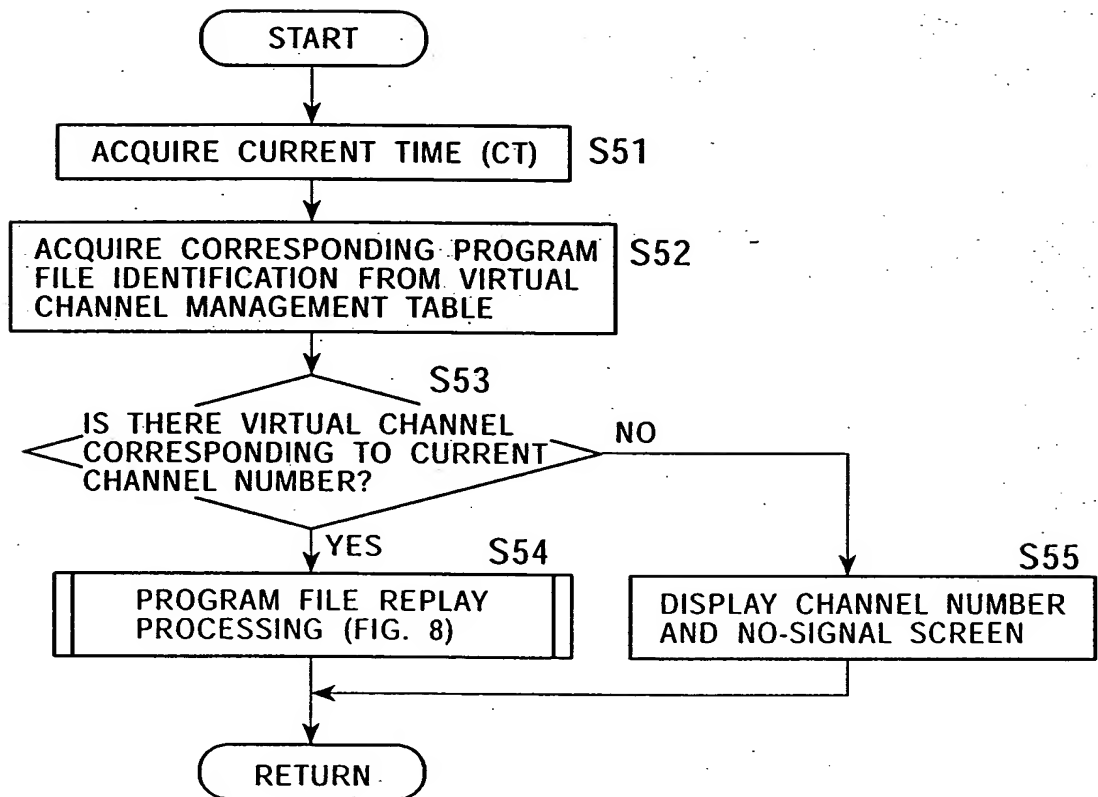 START
ACQUIRE CURRENT TIME (CT)
S51
ACQUIRE CORRESPONDING PROGRAM
FILE IDENTIFICATION FROM VIRTUAL
CHANNEL MANAGEMENT TABLE
S52
S53
IS THERE VIRTUAL CHANNEL
CORRESPONDING TO CURRENT
CHANNEL NUMBER?
NO
YES
S54
PROGRAM FILE REPLAY
PROCESSING (FIG. 8)
S55
DISPLAY CHANNEL NUMBER
AND NO-SIGNAL SCREEN
RETURN